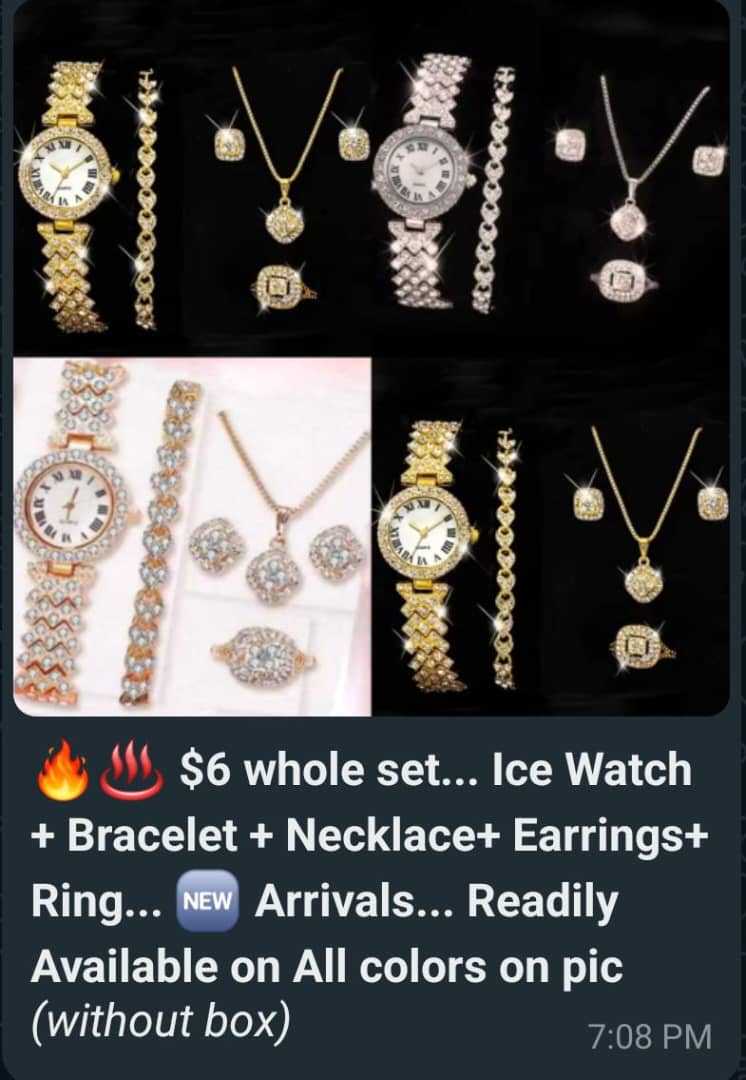 🔥♨️ $6 whole set... Ice Watch
+ Bracelet + Necklace+ Earrings+
Ring... 🆕 Arrivals... Readily
Available on All colors on pic
(without box)
7:08 PM